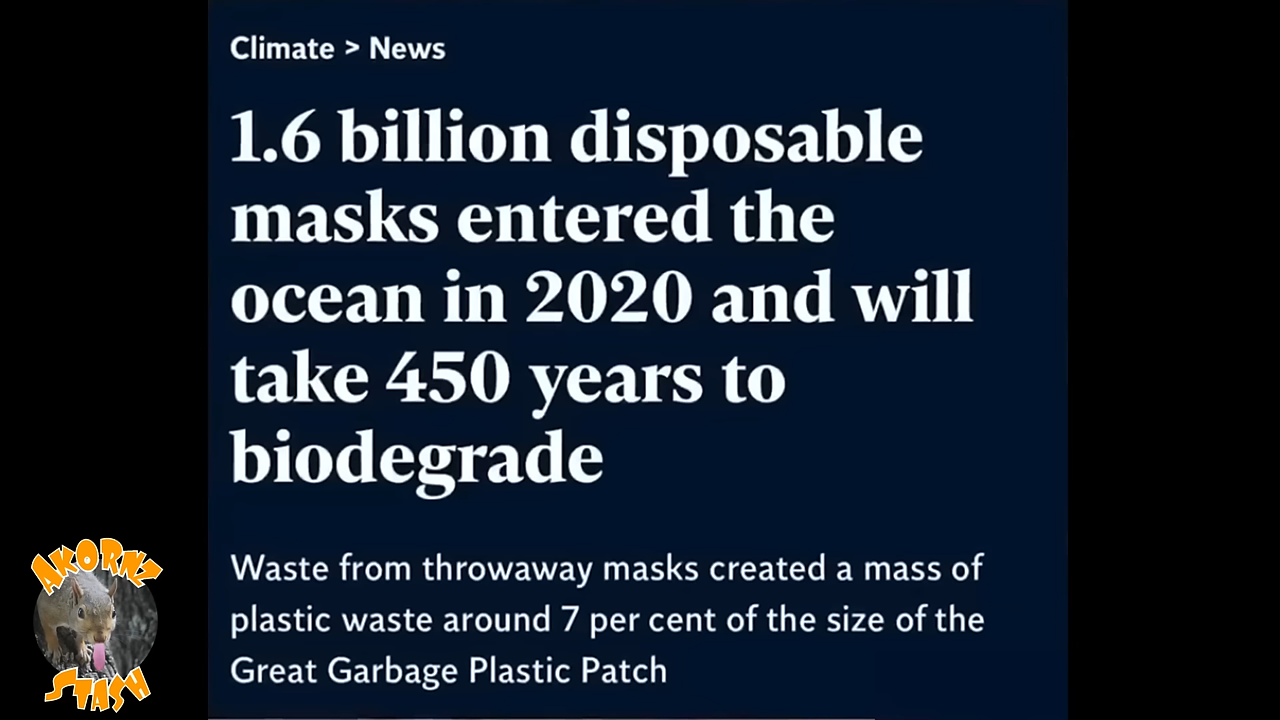 Climate > News
1.6 billion disposable
masks entered the
ocean in 2020 and will
take 450 years to
biodegrade
Waste from throwaway masks created a mass of
plastic waste around 7 per cent of the size of the
Great Garbage Plastic Patch
AKORNZ
STASH